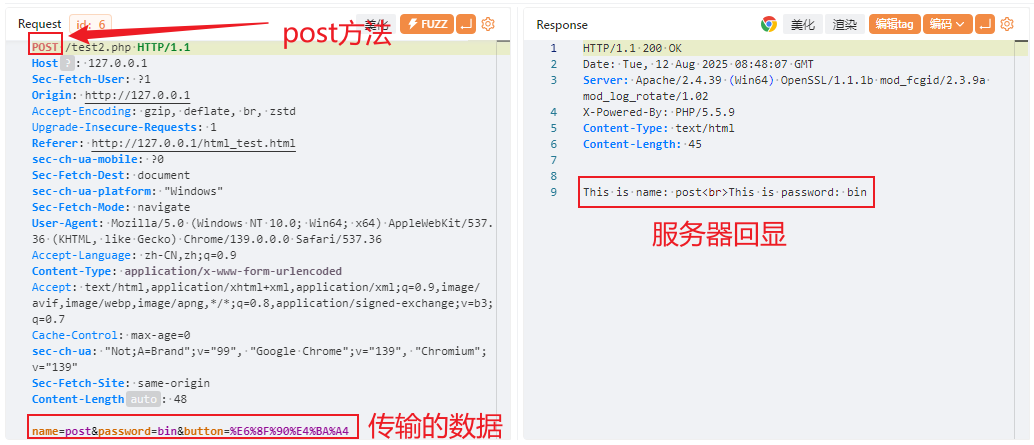 Request id: 6 美化 FUZZ
post方法
POST /test2.php HTTP/1.1
Host ? : 127.0.0.1
Sec-Fetch-User: ?1
Origin: http://127.0.0.1
Accept-Encoding: gzip, deflate, br, zstd
Upgrade-Insecure-Requests: 1
Referer: http://127.0.0.1/html_test.html
sec-ch-ua-mobile: ?0
Sec-Fetch-Dest: document
sec-ch-ua-platform: "Windows"
Sec-Fetch-Mode: navigate
User-Agent: Mozilla/5.0 (Windows NT 10.0; Win64; x64) AppleWebKit/537.
36 (KHTML, like Gecko) Chrome/139.0.0.0 Safari/537.36
Accept-Language: zh-CN,zh;q=0.9
Content-Type: application/x-www-form-urlencoded
Accept: text/html,application/xhtml+xml,application/xml;q=0.9,image/
avif,image/webp,image/apng,*/*;q=0.8,application/signed-exchange;v=b3;
q=0.7
Cache-Control: max-age=0
sec-ch-ua: "Not;A=Brand";v="99", "Google Chrome";v="139", "Chromium";
v="139"
Sec-Fetch-Site: same-origin
Content-Length auto : 48
name=post&password=bin&button=%E6%8F%90%E4%BA%A4
传输的数据
Response 美化 渲染 编辑tag 编码
1 HTTP/1.1 200 OK
2 Date: Tue, 12 Aug 2025 08:48:07 GMT
3 Server: Apache/2.4.39 (Win64) OpenSSL/1.1.1b mod_fcgid/2.3.9a
mod_log_rotate/1.02
4 X-Powered-By: PHP/5.5.9
5 Content-Type: text/html
6 Content-Length: 45
7
8
9 This is name: post<br>This is password: bin
服务器回显